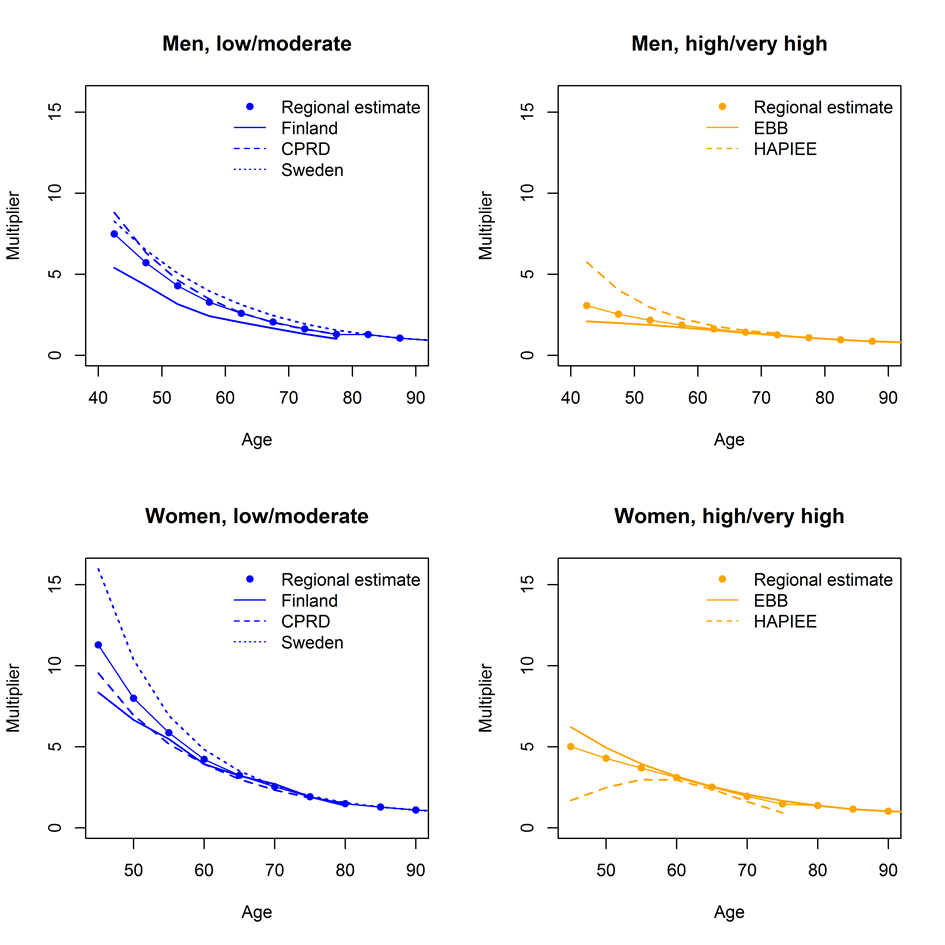 Men, low/moderate
Multiplier
15
10
5
0
Regional estimate
Finland
CPRD
Sweden
40 50 60 70 80 90
Age
Men, high/very high
Multiplier
15
10
5
0
Regional estimate
EBB
HAPIEE
40 50 60 70 80 90
Age
Women, low/moderate
Multiplier
15
10
5
0
Regional estimate
Finland
CPRD
Sweden
50 60 70 80 90
Age
Women, high/very high
Multiplier
15
10
5
0
Regional estimate
EBB
HAPIEE
50 60 70 80 90
Age